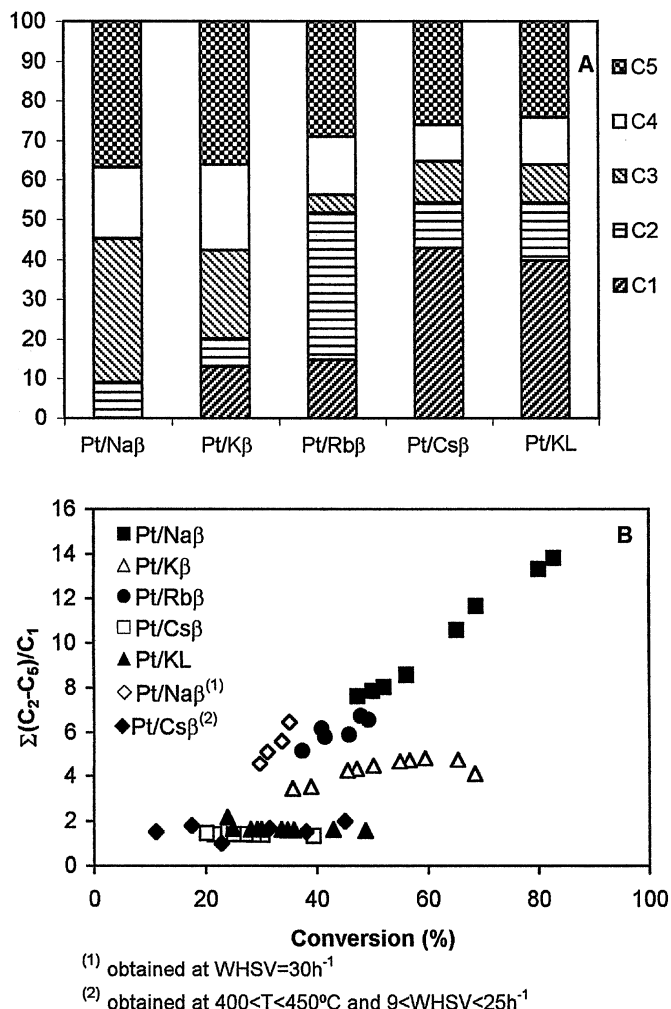 100
90
80
70
60
50
40
30
20
10
0
A
C5
C4
C3
C2
C1
Pt/Naβ Pt/Kβ Pt/Rbβ Pt/Csβ Pt/KL
16
14
12
10
8
6
4
2
0
Σ(C₂-C₅)/C₁
B
Pt/Naβ
Pt/Kβ
Pt/Rbβ
Pt/Csβ
Pt/KL
Pt/Naβ⁽¹⁾
Pt/Csβ⁽²⁾
0 20 40 60 80 100
Conversion (%)
⁽¹⁾ obtained at WHSV=30h⁻¹
⁽²⁾ obtained at 400<T<450ºC and 9<WHSV<25h⁻¹